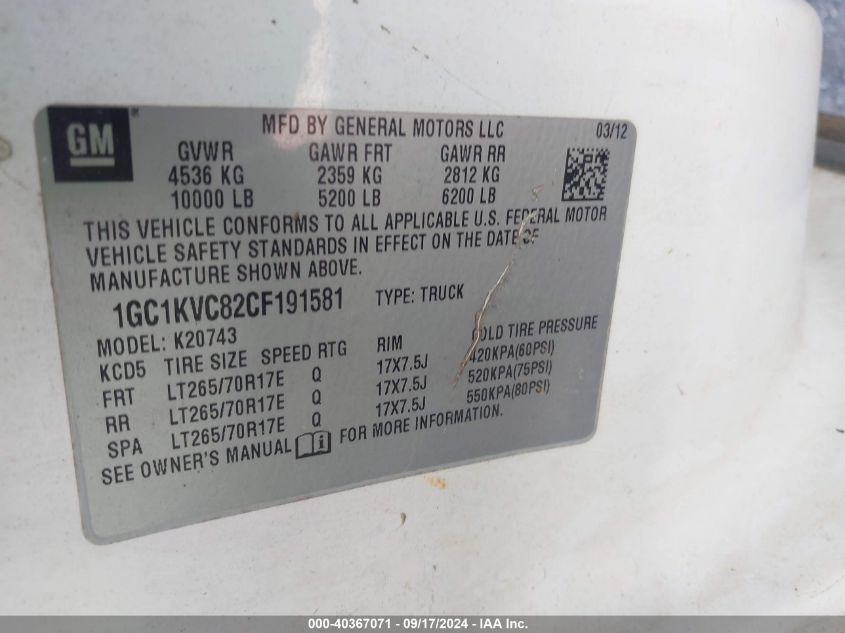 GM
MFD BY GENERAL MOTORS LLC 03/12
GVWR GAWR FRT GAWR RR
4536 KG 2359 KG 2812 KG
10000 LB 5200 LB 6200 LB
THIS VEHICLE CONFORMS TO ALL APPLICABLE U.S. FEDERAL MOTOR
VEHICLE SAFETY STANDARDS IN EFFECT ON THE DATE OF
MANUFACTURE SHOWN ABOVE.
1GC1KVC82CF191581 TYPE: TRUCK
MODEL: K20743
KCD5 TIRE SIZE SPEED RTG RIM COLD TIRE PRESSURE
FRT LT265/70R17E Q 17X7.5J 420KPA(60PSI)
RR LT265/70R17E Q 17X7.5J 520KPA(75PSI)
SPA LT265/70R17E Q 17X7.5J 550KPA(80PSI)
SEE OWNER'S MANUAL i FOR MORE INFORMATION.
000-40367071 - 09/17/2024 - IAA Inc.